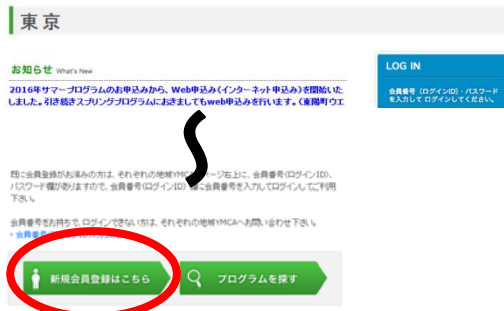 東京
お知らせ What's New
LOG IN
2016年サマープログラムのお申込みから、Web申込み(インターネット申込み)を開始いた
しました。引き続きスプリングプログラムにおきましてもweb申込みを行います。(東陽町ウエ
会員番号(ログインID)・パスワード
を入力して ログインしてください。
既に会員登録がお済みの方は、それぞれの地域YMCA ページ右上に、会員番号(ログインID)、
パスワード欄がありますので、会員番号(ログインID) に会員番号を入力してログインしてご利用
下さい。
会員番号をお持ちで、ログインできない方は、それぞれの地域YMCAへお問い合わせ下さい。
会員番号
新規会員登録はこちら
プログラムを探す